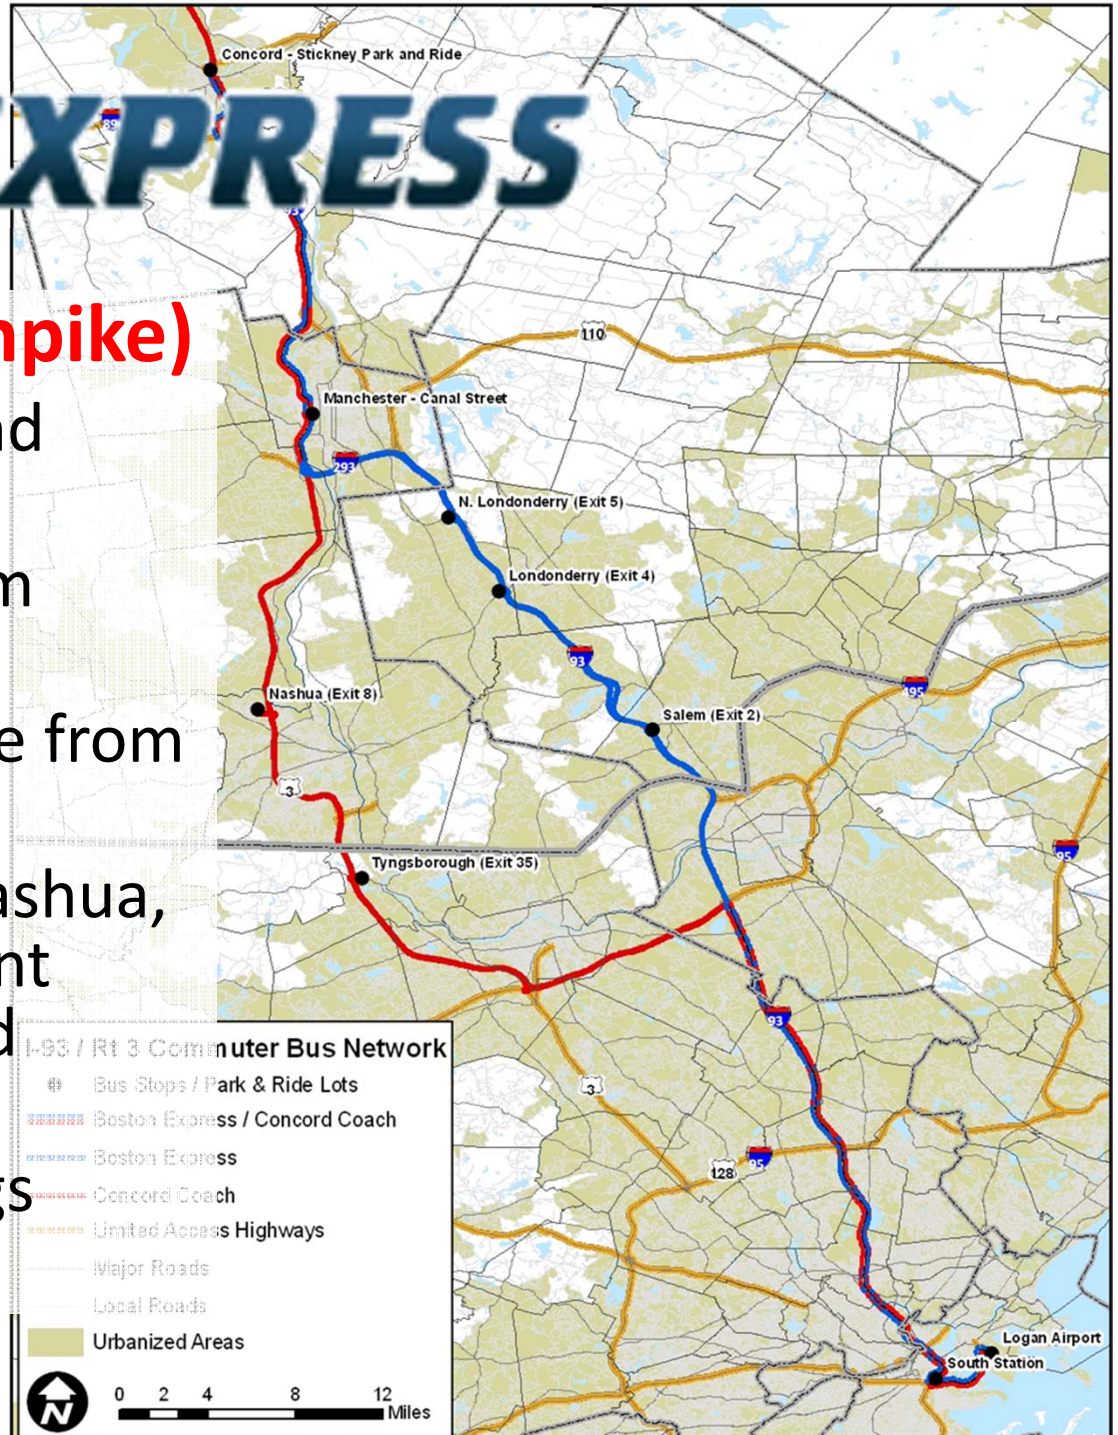 Concord - Stickney Park and Ride
89
XPRESS
93
npike)
110
nd
Manchester - Canal Street
293
N. Londonderry (Exit 5)
m
Londonderry (Exit 4)
93
495
Nashua (Exit 8)
Salem (Exit 2)
e from
3
95
Tyngsborough (Exit 35)
ashua,
nt
d
93
I-93 / Rt 3 Commuter Bus Network
Bus Stops / Park & Ride Lots
3
Boston Express / Concord Coach
Boston Express
95
128
gs
Concord Coach
Limited Access Highways
Major Roads
Local Roads
Urbanized Areas
Logan Airport
South Station
N
0 2 4 8 12
Miles